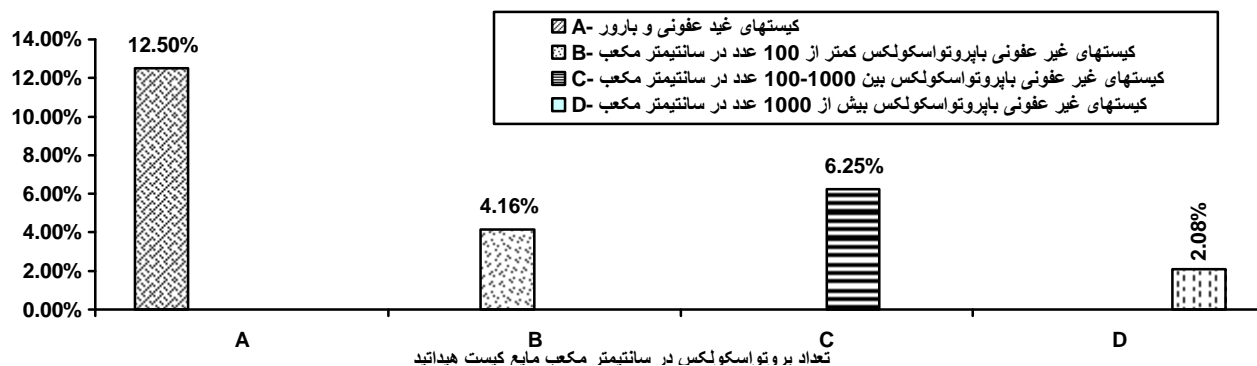 A- کیستهای غید عفونی و بارور
B- کیستهای غیر عفونی باپروتواسکولکس کمتر از 100 عدد در سانتیمتر مکعب
C- کیستهای غیر عفونی باپروتواسکولکس بین 1000-100 عدد در سانتیمتر مکعب
D- کیستهای غیر عفونی باپروتواسکولکس بیش از 1000 عدد در سانتیمتر مکعب
14.00%
12.00%
10.00%
8.00%
6.00%
4.00%
2.00%
0.00%
12.50%
4.16%
6.25%
2.08%
A B C D
تعداد پروتواسکولکس در سانتیمتر مکعب مایع کیست هیداتید